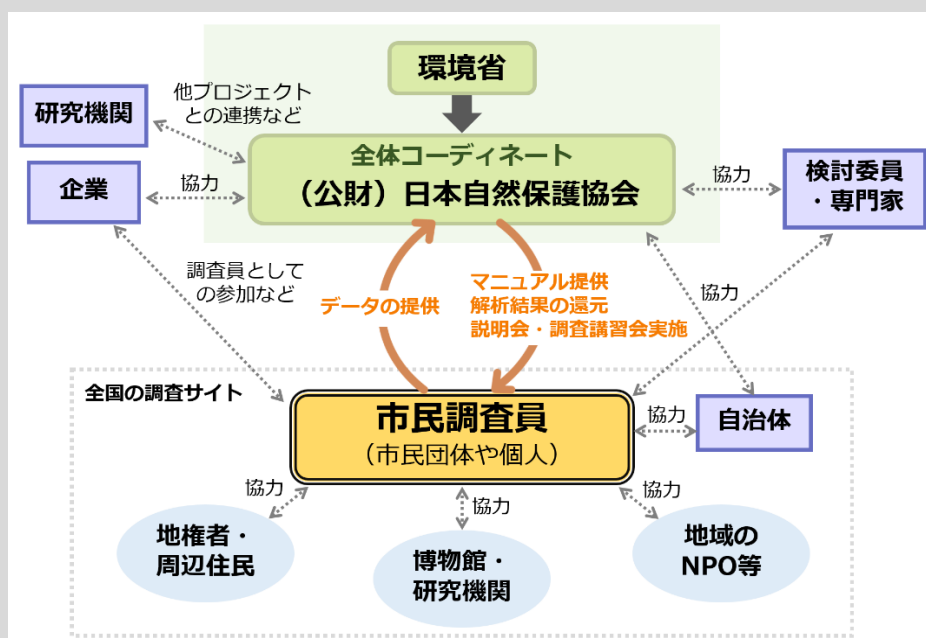 環境省
他プロジェクト
との連携など
研究機関
全体コーディネート
（公財）日本自然保護協会
企業
協力
協力
検討委員
・専門家
調査員として
の参加など
データの提供
マニュアル提供
解析結果の還元
説明会・調査講習会実施
協力
全国の調査サイト
市民調査員
（市民団体や個人）
協力
自治体
協力
協力
協力
地権者・
周辺住民
博物館・
研究機関
地域の
NPO等